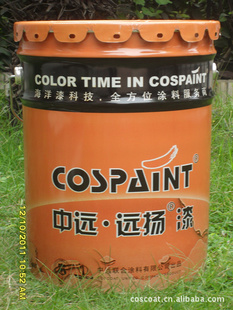 COLOR TIME IN COSPAINT
海洋漆科技、全方位涂料服务
COSPAINT®
中远·远扬®漆
12/10/2011 10:52 AM
coscoat.cn.alibaba.com